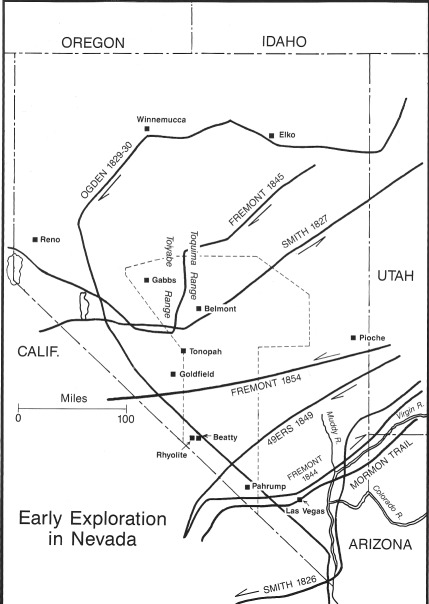 OREGON
IDAHO
Winnemucca
Elko
OGDEN 1829-30
FREMONT 1845
SMITH 1827
Reno
Toiyabe Range
Toquima Range
Gabbs
Belmont
UTAH
CALIF.
Tonopah
Pioche
Goldfield
FREMONT 1854
Miles
0 100
49ERS 1849
Muddy R.
Virgin R.
Beatty
Rhyolite
FREMONT
1844
MORMON TRAIL
Pahrump
Colorado R.
Las Vegas
Early Exploration
in Nevada
ARIZONA
SMITH 1826